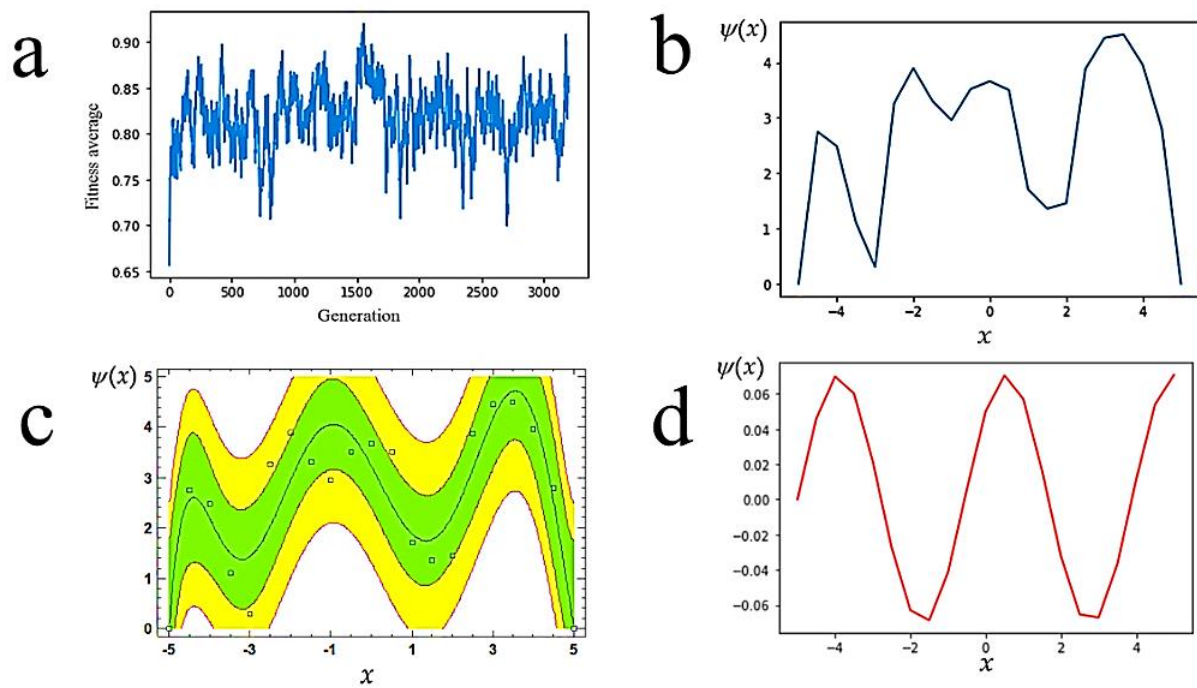 a
0.90
0.85
0.80
0.75
0.70
0.65
Fitness average
0 500 1000 1500 2000 2500 3000
Generation
b
ψ(x)
4
3
2
1
0
−4 −2 0 2 4
x
c
ψ(x)
5
4
3
2
1
0
-5 -3 -1 1 3 5
x
d
ψ(x)
0.06
0.04
0.02
0.00
−0.02
−0.04
−0.06
−4 −2 0 2 4
x